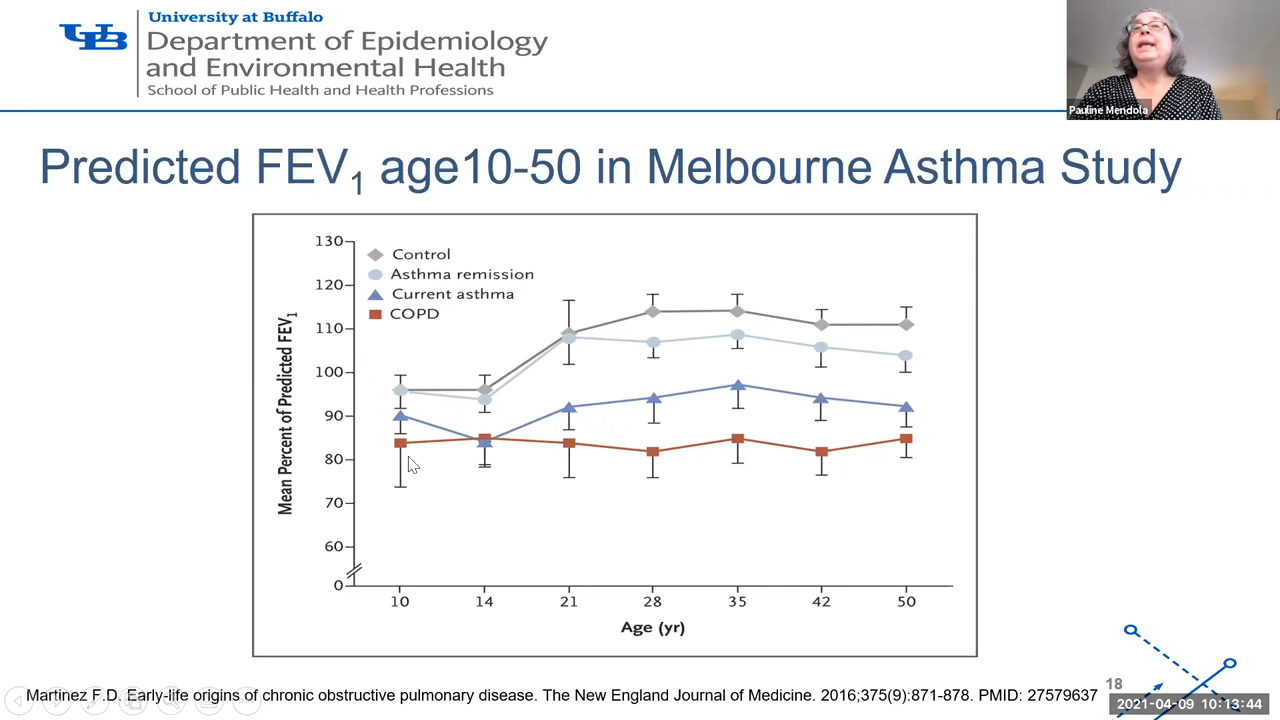 University at Buffalo
UB
Department of Epidemiology
and Environmental Health
School of Public Health and Health Professions
Pauline Mendola
Predicted FEV1 age10-50 in Melbourne Asthma Study
Mean Percent of Predicted FEV1
130
120
110
100
90
80
70
60
0
Control
Asthma remission
Current asthma
COPD
10 14 21 28 35 42 50
Age (yr)
Martinez F.D. Early-life origins of chronic obstructive pulmonary disease. The New England Journal of Medicine. 2016;375(9):871-878. PMID: 27579637
18
2021-04-09 10:13:44